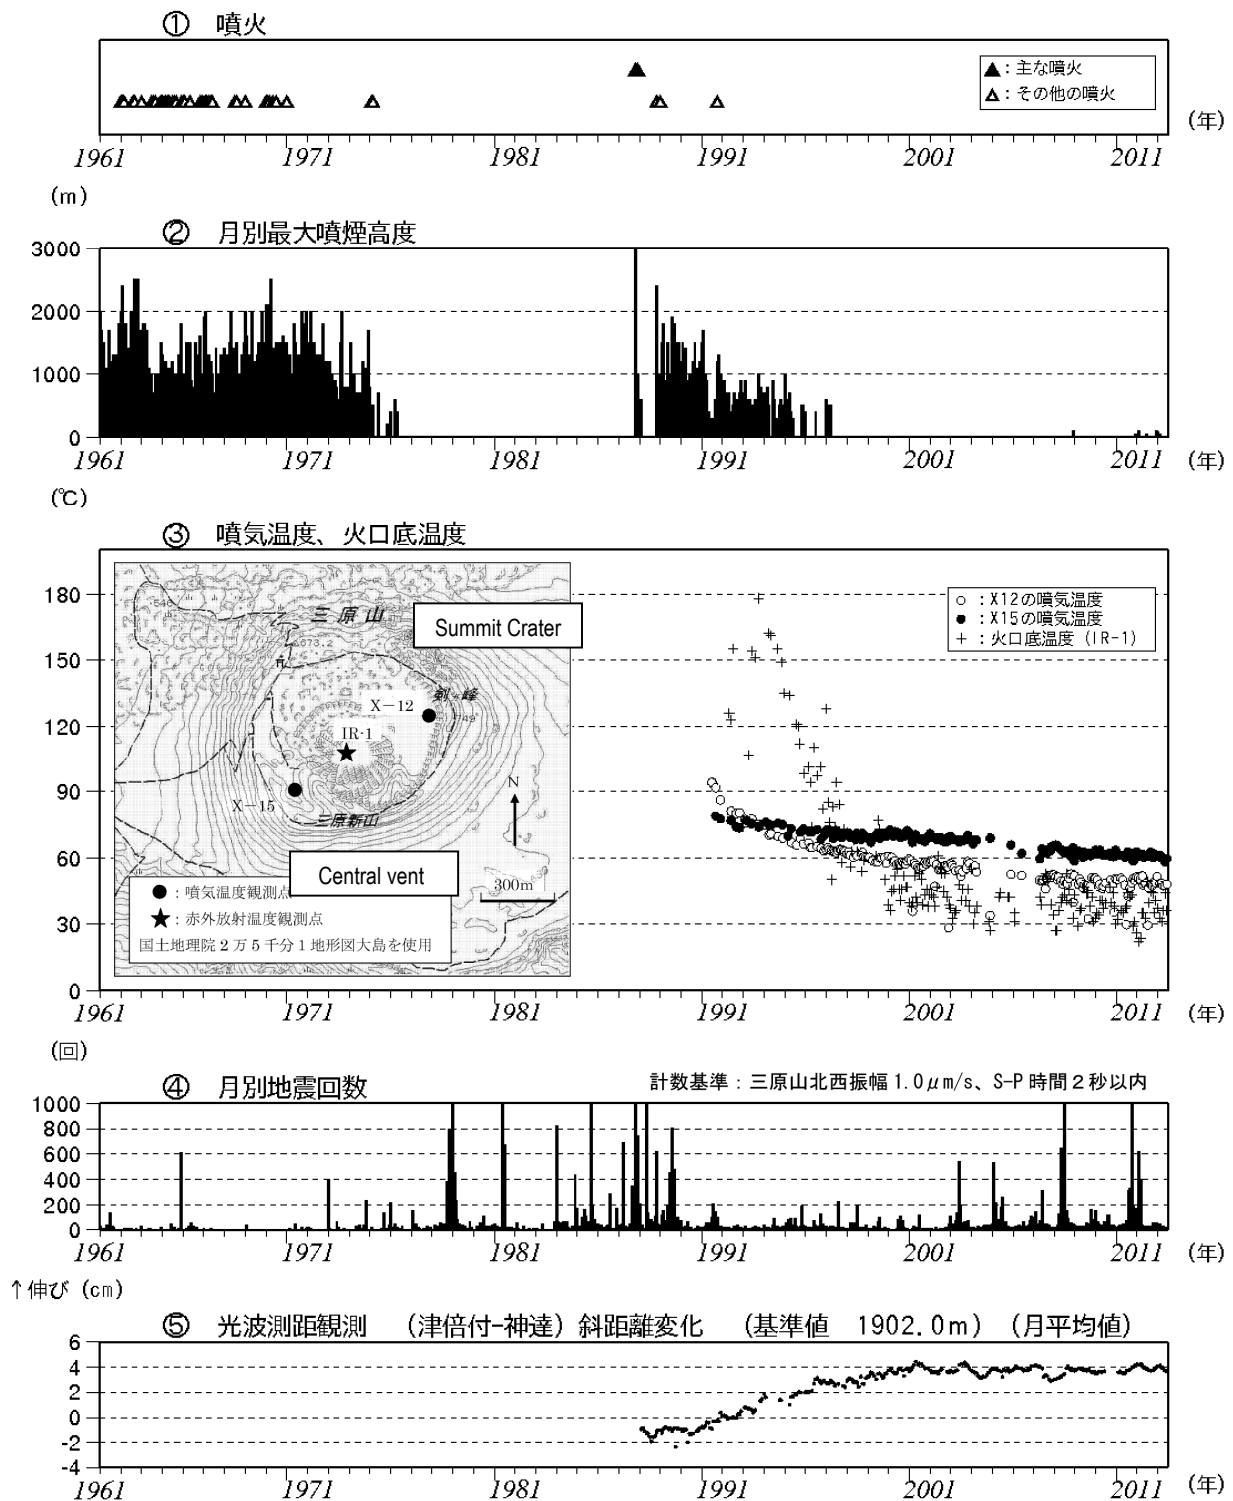 ① 噴火
▲：主な噴火
△：その他の噴火
(年)
1961 1971 1981 1991 2001 2011
(m)
② 月別最大噴煙高度
3000
2000
1000
0
1961 1971 1981 1991 2001 2011 (年)
(℃)
③ 噴気温度、火口底温度
180
150
120
90
60
30
0
三原山
Summit Crater
673.2
剣ヶ峰
X－12
749
IR-1
X－15
三原新山
N
Central vent
300m
●：噴気温度観測点
★：赤外放射温度観測点
国土地理院2万5千分1地形図大島を使用
○：X12の噴気温度
●：X15の噴気温度
＋：火口底温度（IR-1）
1961 1971 1981 1991 2001 2011 (年)
(回)
④ 月別地震回数
計数基準：三原山北西振幅1.0μm/s、S-P時間2秒以内
1000
800
600
400
200
0
1961 1971 1981 1991 2001 2011 (年)
↑伸び (cm)
⑤ 光波測距観測 （津倍付-神達）斜距離変化 （基準値 1902.0m）（月平均値）
6
4
2
0
-2
-4
1961 1971 1981 1991 2001 2011 (年)